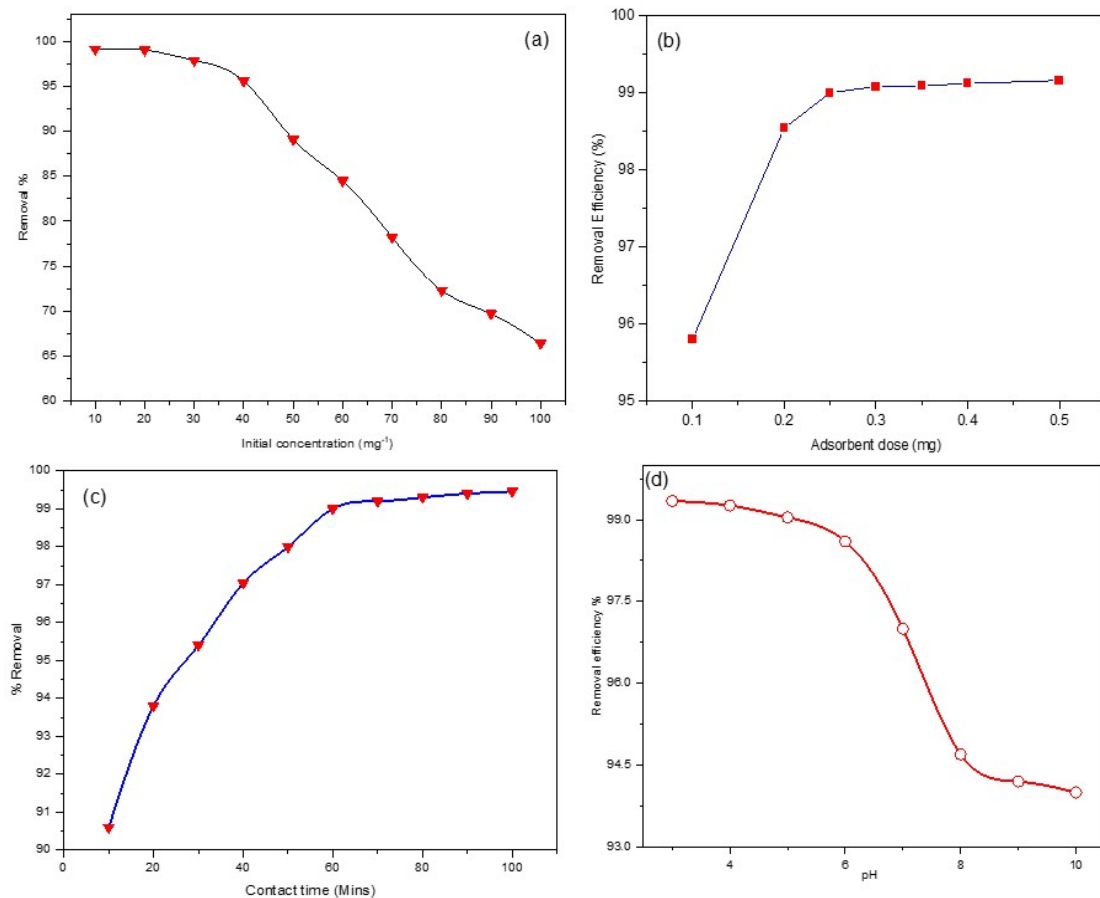 (a)
100
95
90
85
80
75
70
65
60
Removal %
10 20 30 40 50 60 70 80 90 100
Initial concentration (mg-1)
(b)
99
99
98
97
96
95
Removal Efficiency (%)
0.1 0.2 0.3 0.4 0.5
Adsorbent dose (mg)
(c)
100
99
98
97
96
95
94
93
92
91
90
% Removal
0 20 40 60 80 100
Contact time (Mins)
(d)
99.0
97.5
96.0
94.5
93.0
Removal efficiency %
4 6 8 10
pH